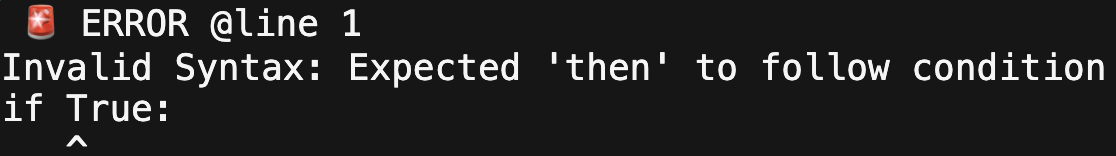 🚨 ERROR @line 1
Invalid Syntax: Expected 'then' to follow condition
if True:
   ^